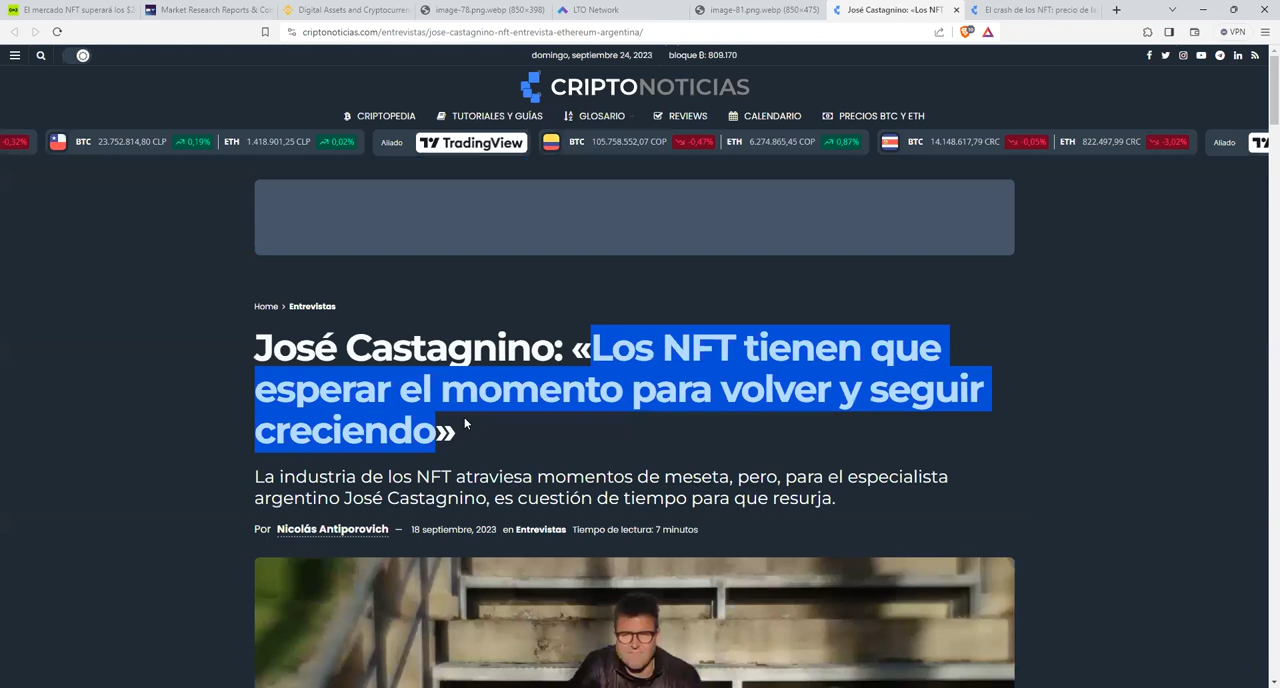 El mercado NFT superará los $2
Market Research Reports & Co
Digital Assets and Cryptocurren
image-78.png.webp (850×398)
LTO Network
image-81.png.webp (850×475)
José Castagnino: «Los NFT
El crash de los NFT: precio de la
criptonoticias.com/entrevistas/jose-castagnino-nft-entrevista-ethereum-argentina/
VPN
domingo, septiembre 24, 2023 bloque ₿: 809.170
CRIPTONOTICIAS
CRIPTOPEDIA TUTORIALES Y GUÍAS GLOSARIO REVIEWS CALENDARIO PRECIOS BTC Y ETH
-0,32% BTC 23.752.814,80 CLP 0,19% ETH 1.418.901,25 CLP 0,02% Aliado TradingView BTC 105.758.552,07 COP -0,47% ETH 6.274.865,45 COP 0,87% BTC 14.148.617,79 CRC -0,05% ETH 822.497,99 CRC -3,02% Aliado
Home > Entrevistas
José Castagnino: «Los NFT tienen que
esperar el momento para volver y seguir
creciendo»
La industria de los NFT atraviesa momentos de meseta, pero, para el especialista
argentino José Castagnino, es cuestión de tiempo para que resurja.
Por Nicolás Antiporovich — 18 septiembre, 2023 en Entrevistas Tiempo de lectura: 7 minutos